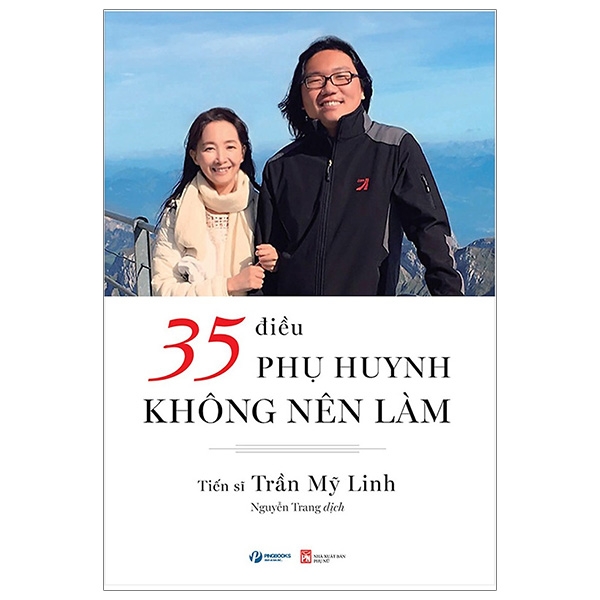 35 điều
PHỤ HUYNH
KHÔNG NÊN LÀM
Tiến sĩ Trần Mỹ Linh
Nguyễn Trang dịch
PINGBOOKS
NHÀ XUẤT BẢN
PHỤ NỮ